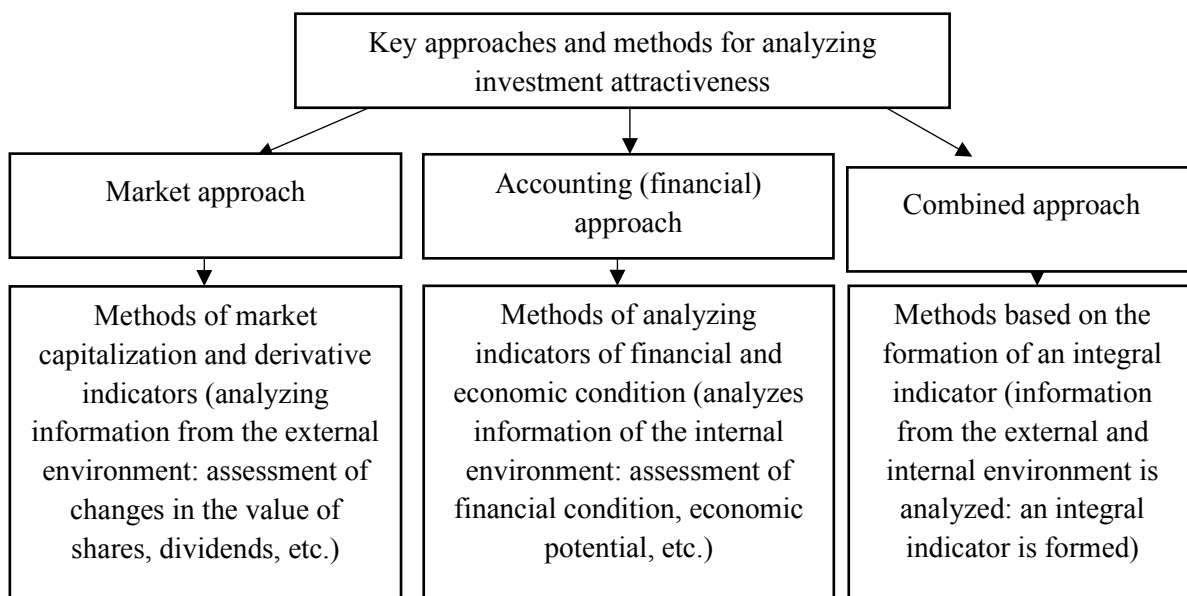 Key approaches and methods for analyzing
investment attractiveness
Market approach
Accounting (financial)
approach
Combined approach
Methods of market
capitalization and derivative
indicators (analyzing
information from the external
environment: assessment of
changes in the value of
shares, dividends, etc.)
Methods of analyzing
indicators of financial and
economic condition (analyzes
information of the internal
environment: assessment of
financial condition, economic
potential, etc.)
Methods based on the
formation of an integral
indicator (information
from the external and
internal environment is
analyzed: an integral
indicator is formed)